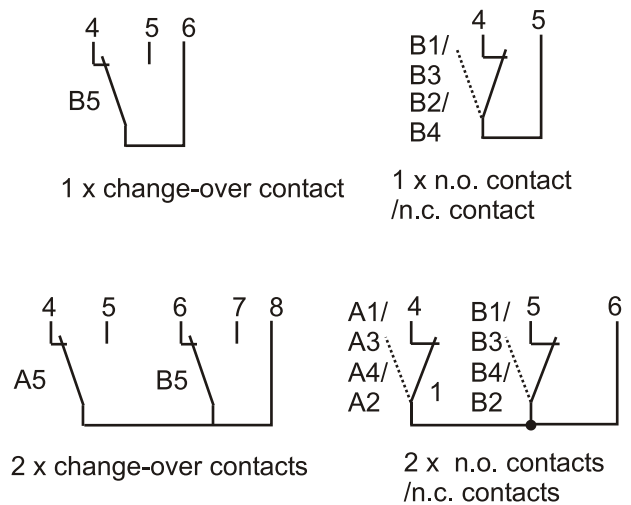 4 5 6
B5
1 x change-over contact
4 5
B1/
B3
B2/
B4
1 x n.o. contact
/n.c. contact
4 5 6 7 8
A5 B5
2 x change-over contacts
A1/ 4 B1/ 5 6
A3 B3
A4/ 1 B4/
A2 B2
2 x n.o. contacts
/n.c. contacts